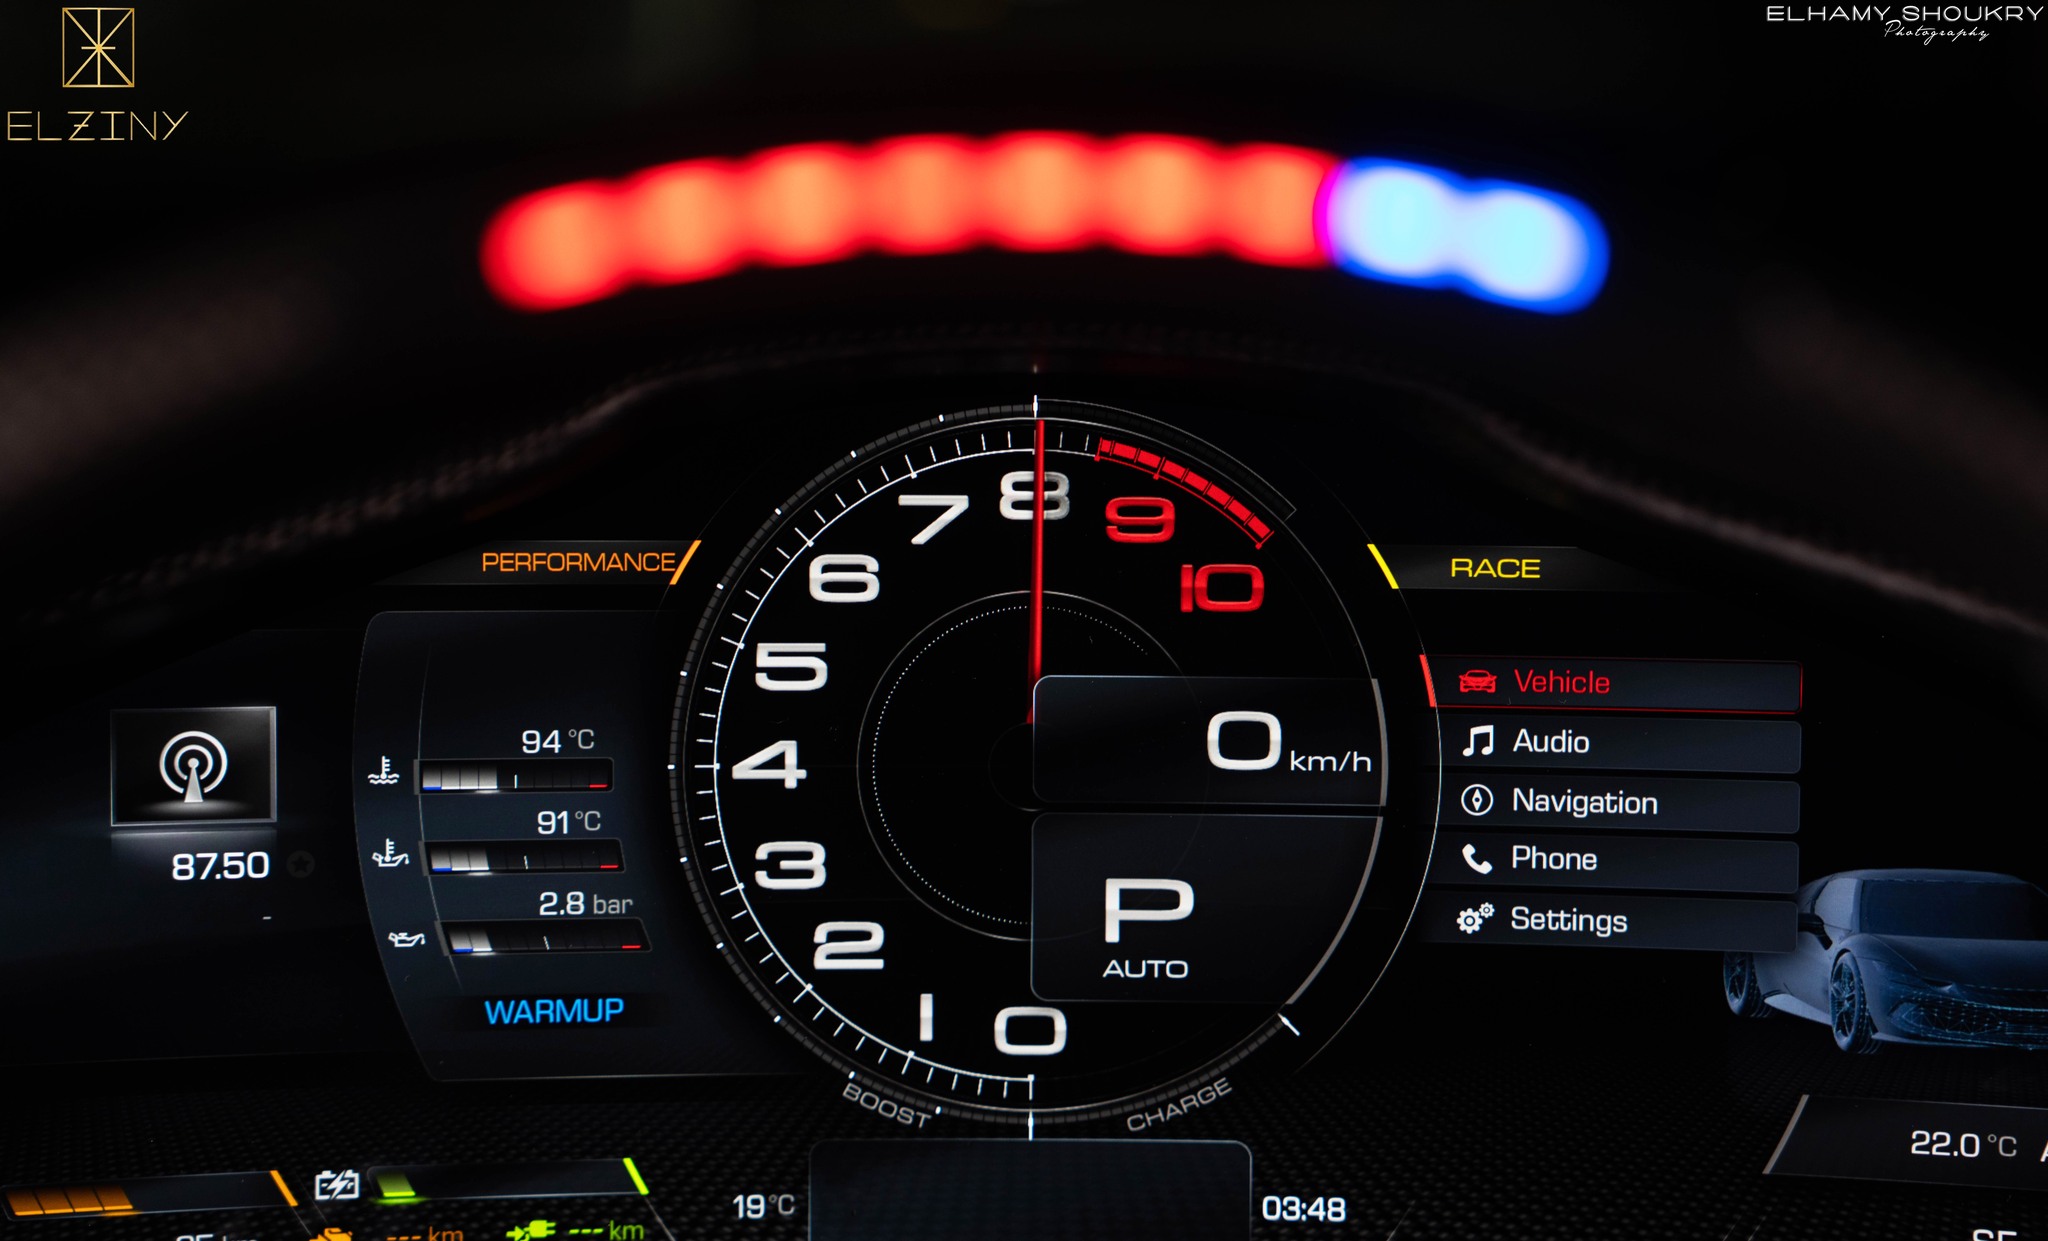 ELZINY
ELHAMY SHOUKRY
Photography
PERFORMANCE
RACE
7
8
9
6
10
5
4
3
2
1
0
0 km/h
P
AUTO
94 °C
91 °C
2.8 bar
WARMUP
87.50
-
Vehicle
Audio
Navigation
Phone
Settings
BOOST
CHARGE
22.0 °C
19 °C
03:48
--- km
--- km